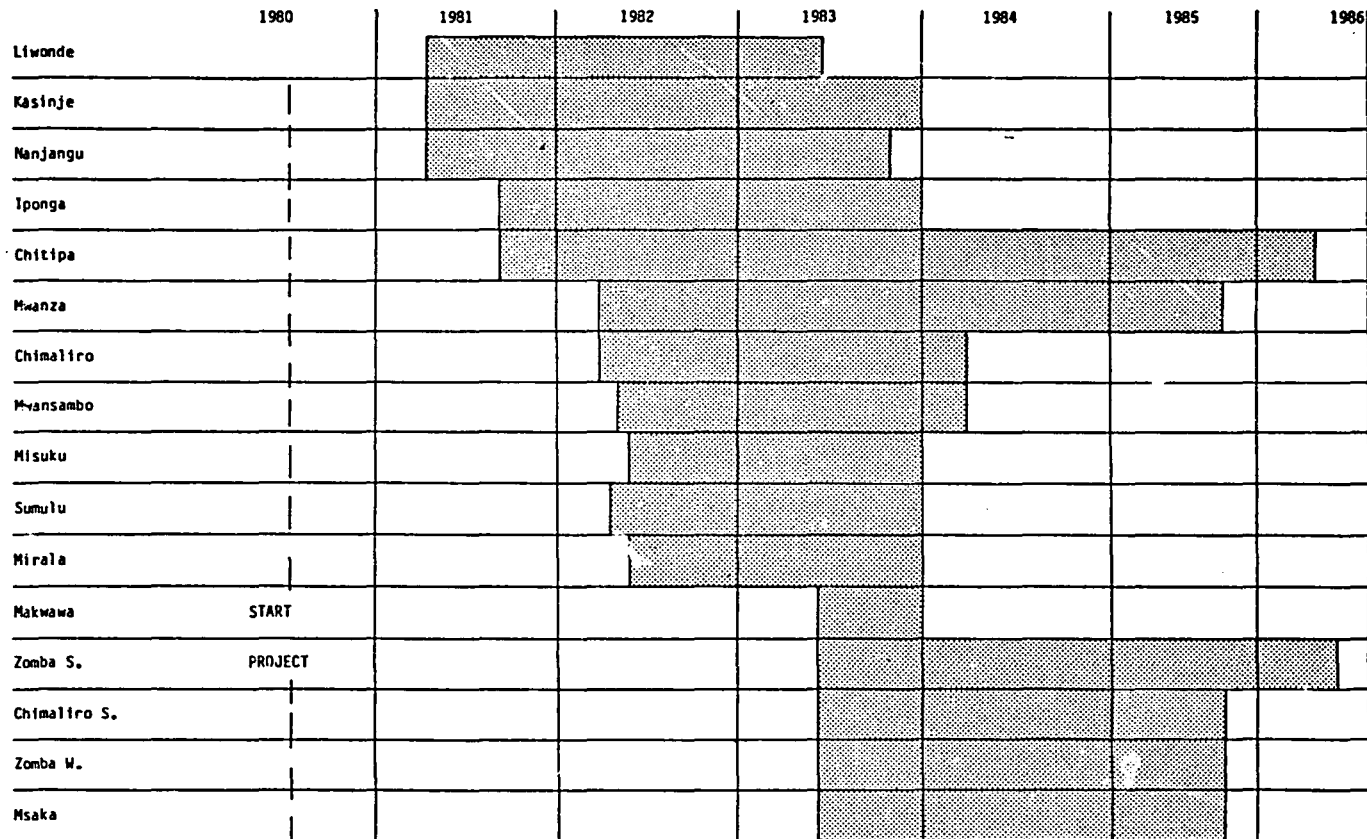 1980 1981 1982 1983 1984 1985 1986
Liwonde
Kasinje
Nanjangu
Iponga
Chitipa
Mwanza
Chimaliro
Mwansambo
Misuku
Sumulu
Mirala
Makwawa START
Zomba S. PROJECT
Chimaliro S.
Zomba W.
Msaka